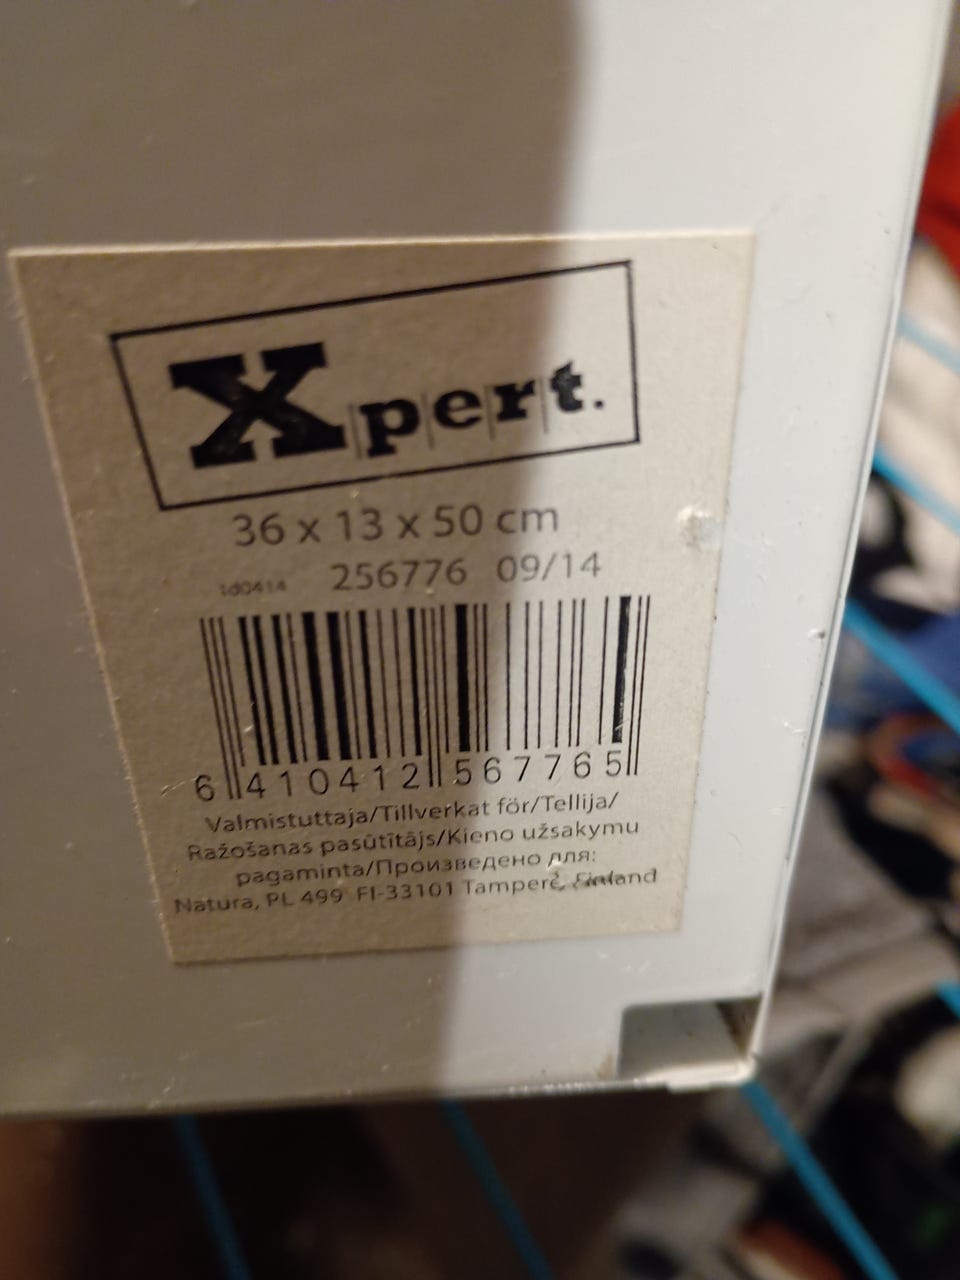 Xpert.
36 x 13 x 50 cm
1d0414 256776 09/14
6 410412 567765
Valmistuttaja/Tillverkat för/Tellija/
Ražošanas pasūtītājs/Kieno užsakymu
pagaminta/Произведено для:
Natura, PL 499 FI-33101 Tampere, Finland